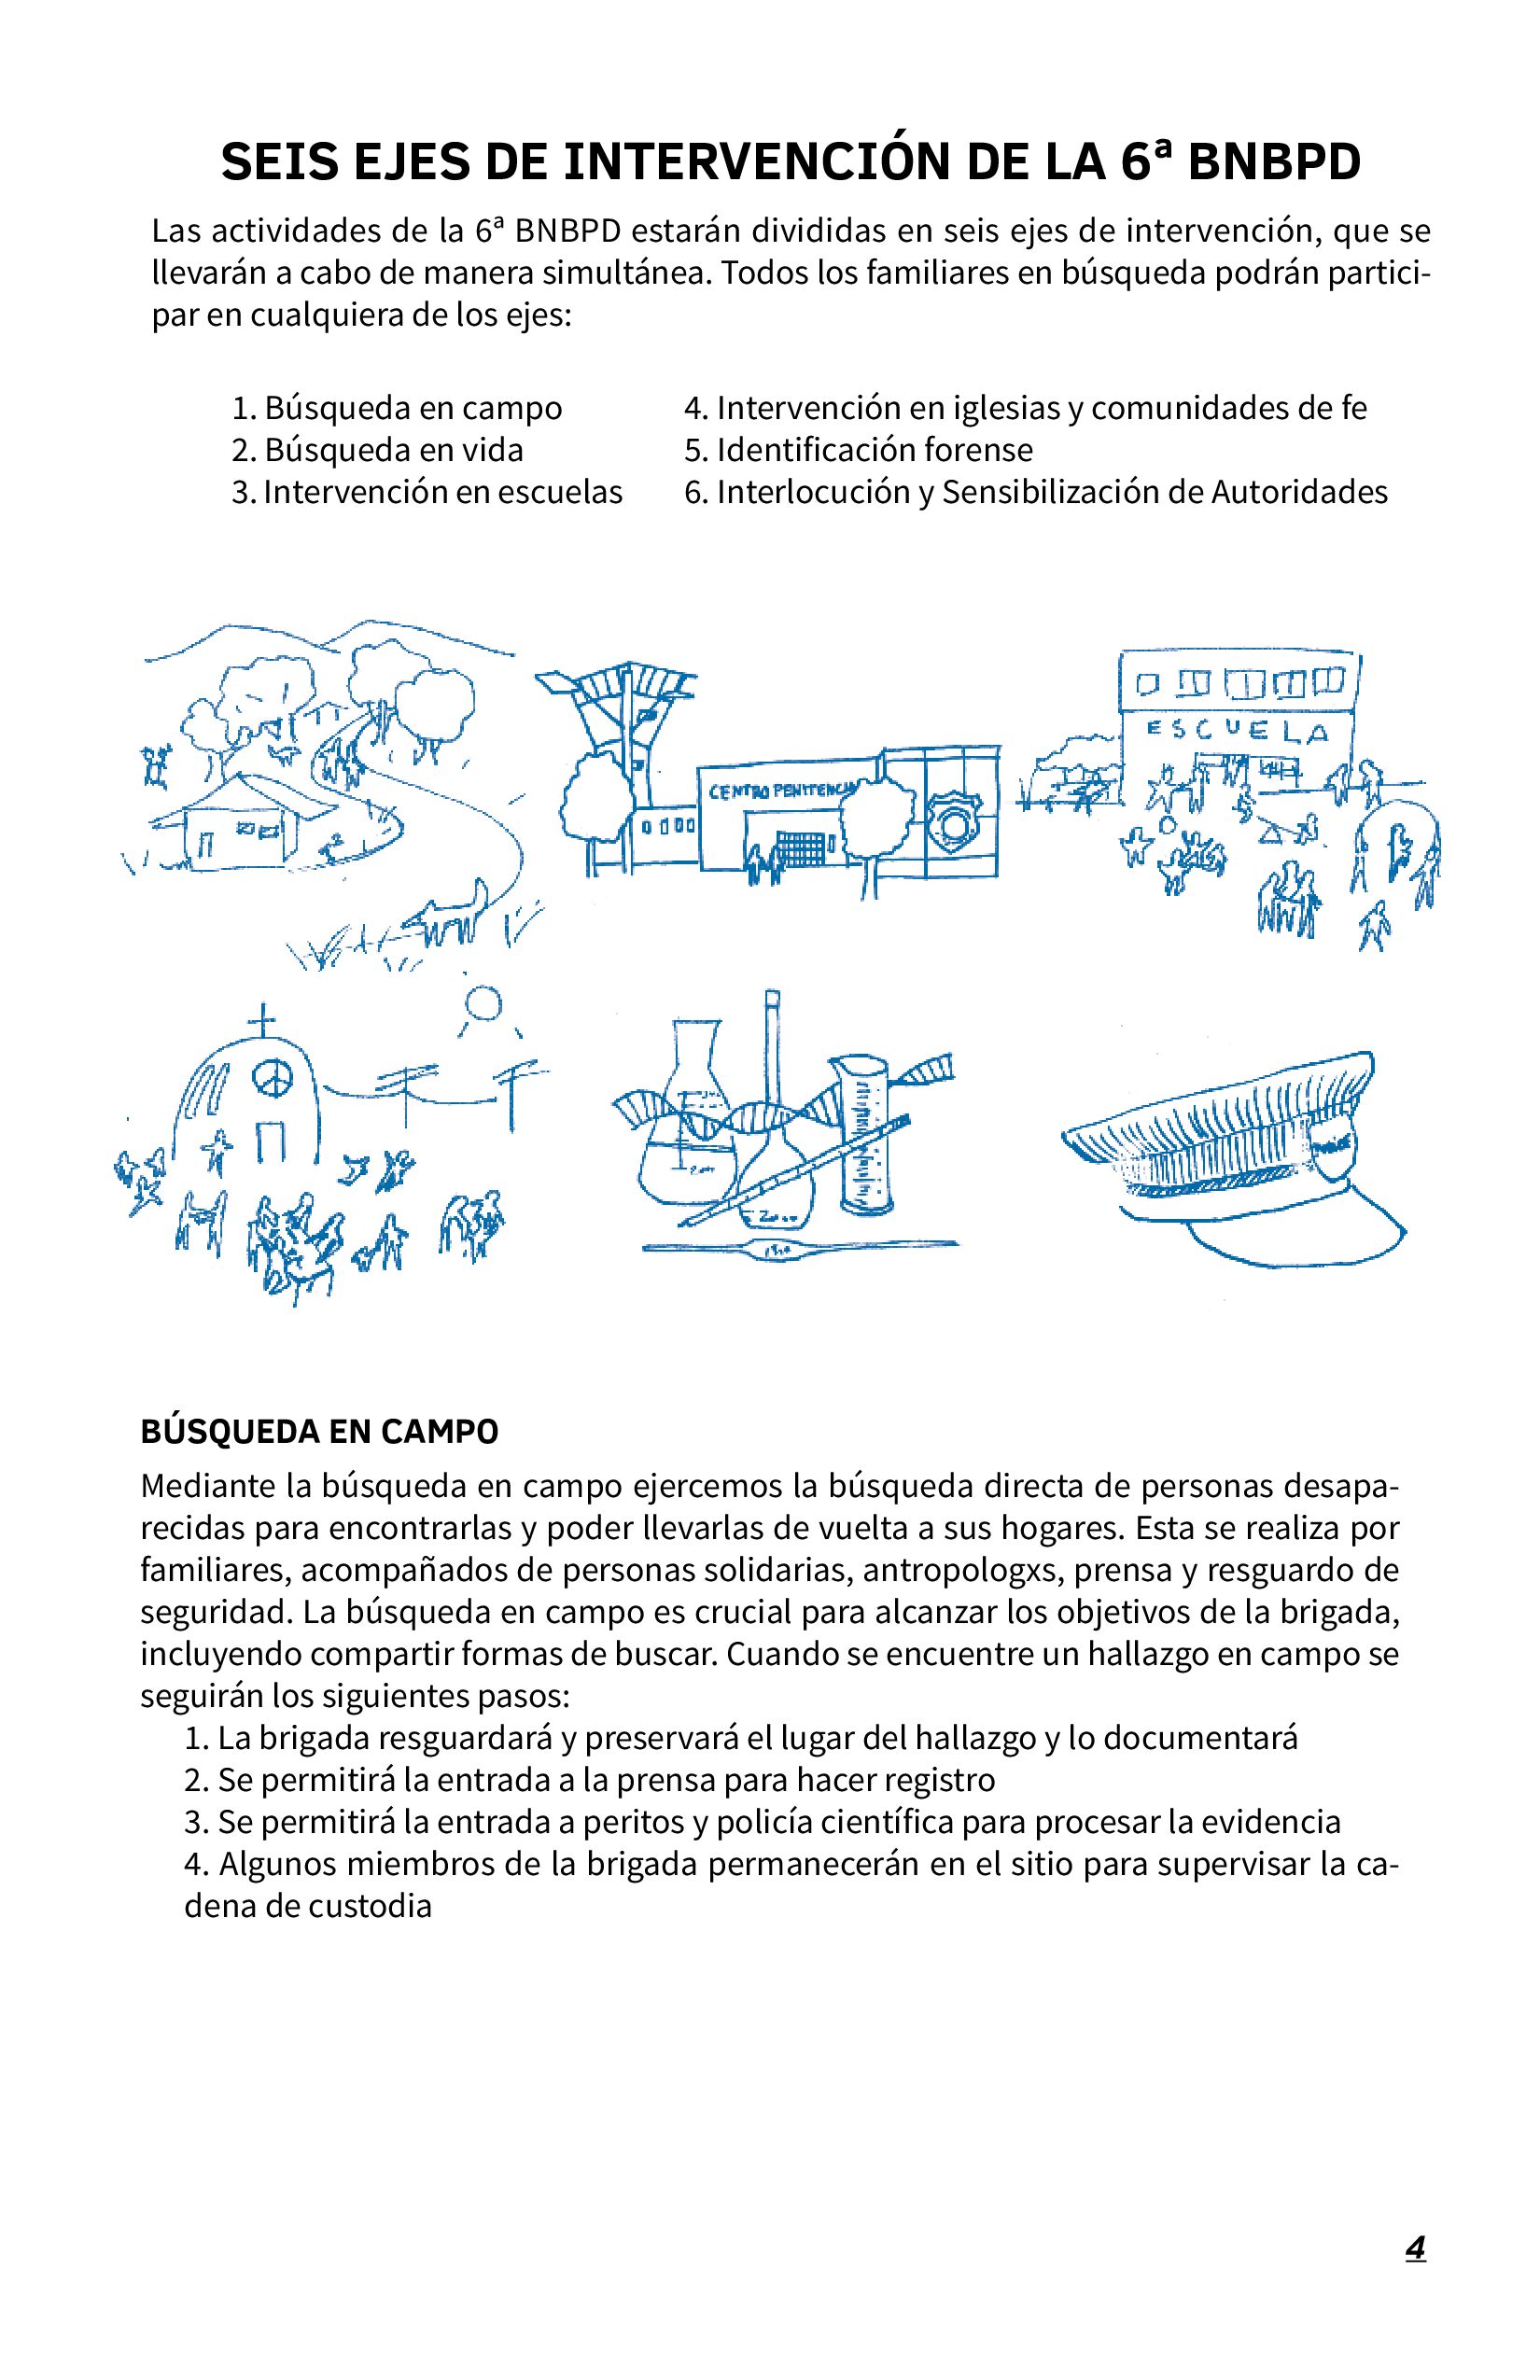 SEIS EJES DE INTERVENCIÓN DE LA 6ª BNBPD
Las actividades de la 6ª BNBPD estarán divididas en seis ejes de intervención, que se
llevarán a cabo de manera simultánea. Todos los familiares en búsqueda podrán partici-
par en cualquiera de los ejes:
1. Búsqueda en campo
2. Búsqueda en vida
3. Intervención en escuelas
4. Intervención en iglesias y comunidades de fe
5. Identificación forense
6. Interlocución y Sensibilización de Autoridades
CENTRO PENITENCIA
ESCUELA
BÚSQUEDA EN CAMPO
Mediante la búsqueda en campo ejercemos la búsqueda directa de personas desapa-
recidas para encontrarlas y poder llevarlas de vuelta a sus hogares. Esta se realiza por
familiares, acompañados de personas solidarias, antropologxs, prensa y resguardo de
seguridad. La búsqueda en campo es crucial para alcanzar los objetivos de la brigada,
incluyendo compartir formas de buscar. Cuando se encuentre un hallazgo en campo se
seguirán los siguientes pasos:
1. La brigada resguardará y preservará el lugar del hallazgo y lo documentará
2. Se permitirá la entrada a la prensa para hacer registro
3. Se permitirá la entrada a peritos y policía científica para procesar la evidencia
4. Algunos miembros de la brigada permanecerán en el sitio para supervisar la ca-
dena de custodia
4